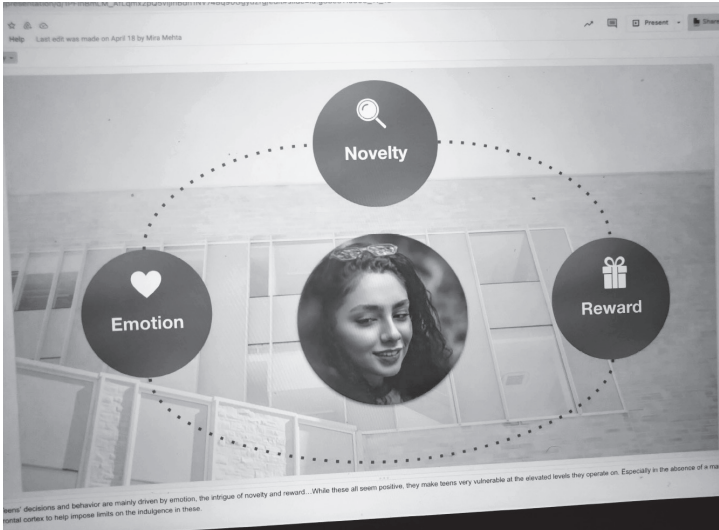 Help Last edit was made on April 18 by Mira Mehta
Present
Share
Novelty
Emotion
Reward
teens' decisions and behavior are mainly driven by emotion, the intrigue of novelty and reward...While these all seem positive, they make teens very vulnerable at the elevated levels they operate on. Especially in the absence of a
frontal cortex to help impose limits on the indulgence in these.